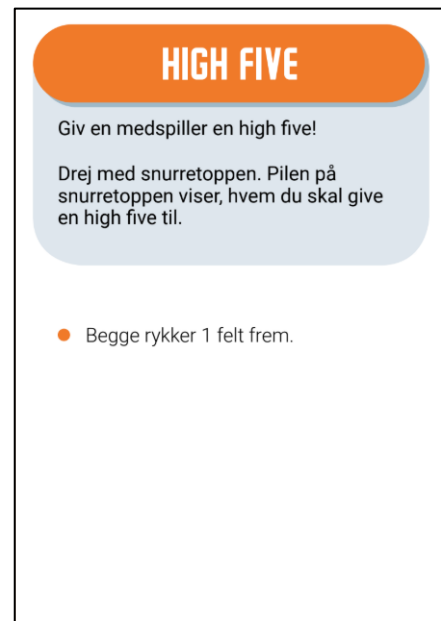 HIGH FIVE
Giv en medspiller en high five!
Drej med snurretoppen. Pilen på
snurretoppen viser, hvem du skal give
en high five til.
Begge rykker 1 felt frem.